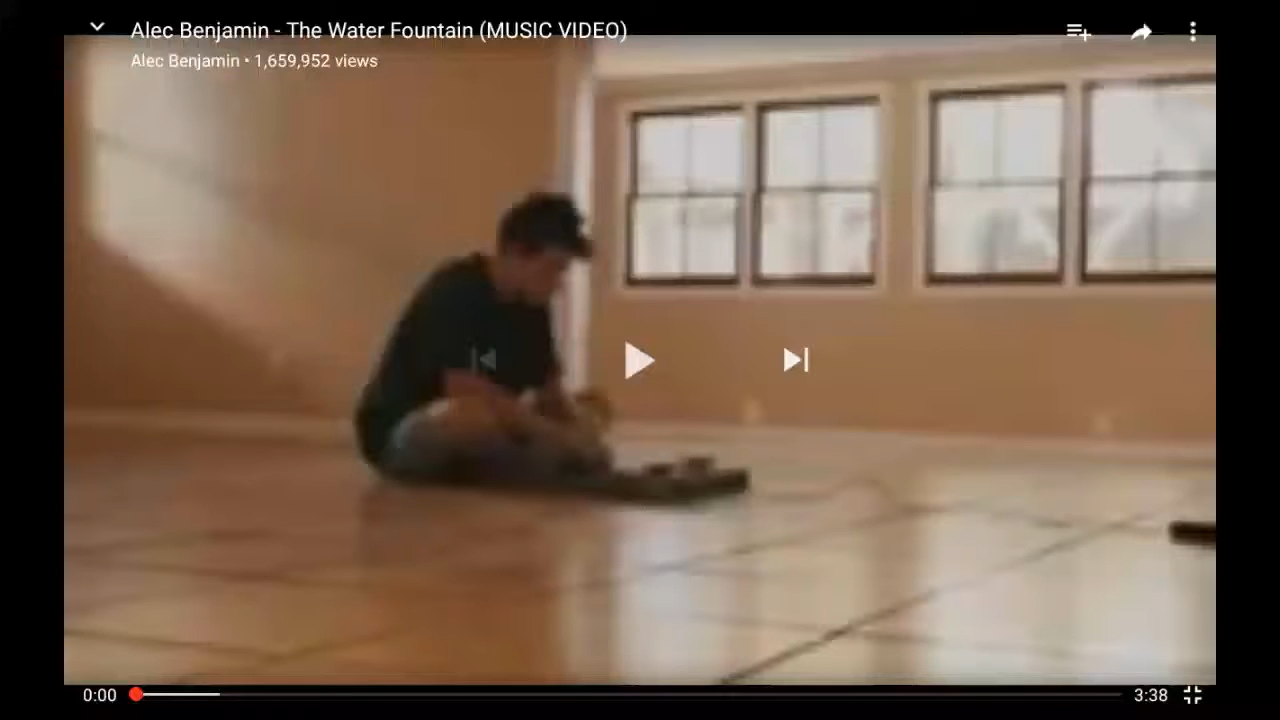 Alec Benjamin - The Water Fountain (MUSIC VIDEO)
Alec Benjamin • 1,659,952 views
0:00
3:38